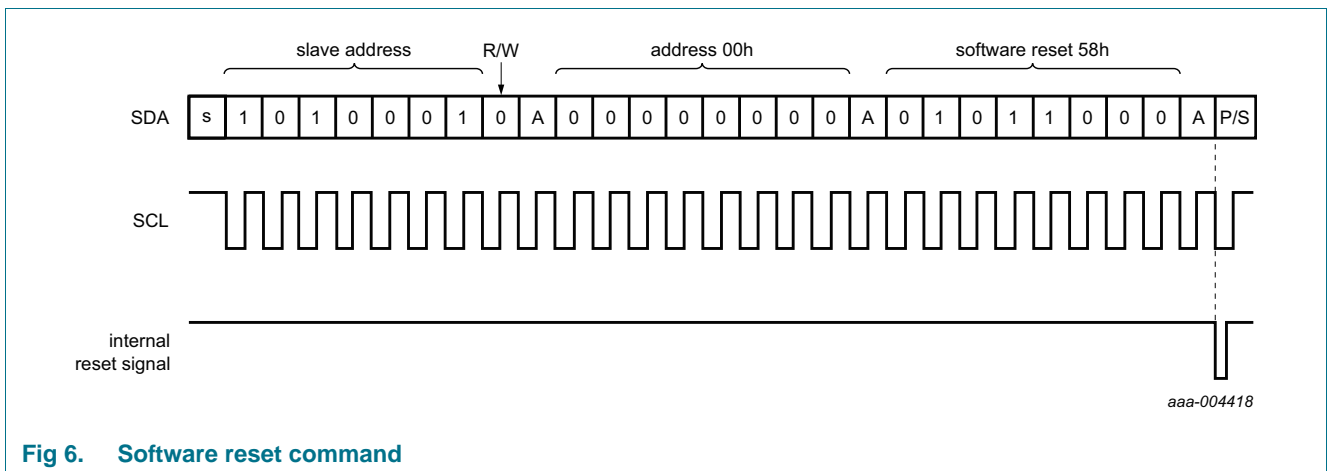 slave address R/W address 00h software reset 58h
SDA s 1 0 1 0 0 0 1 0 A 0 0 0 0 0 0 0 0 A 0 1 0 1 1 0 0 0 A P/S
SCL
internal
reset signal
aaa-004418
Fig 6. Software reset command